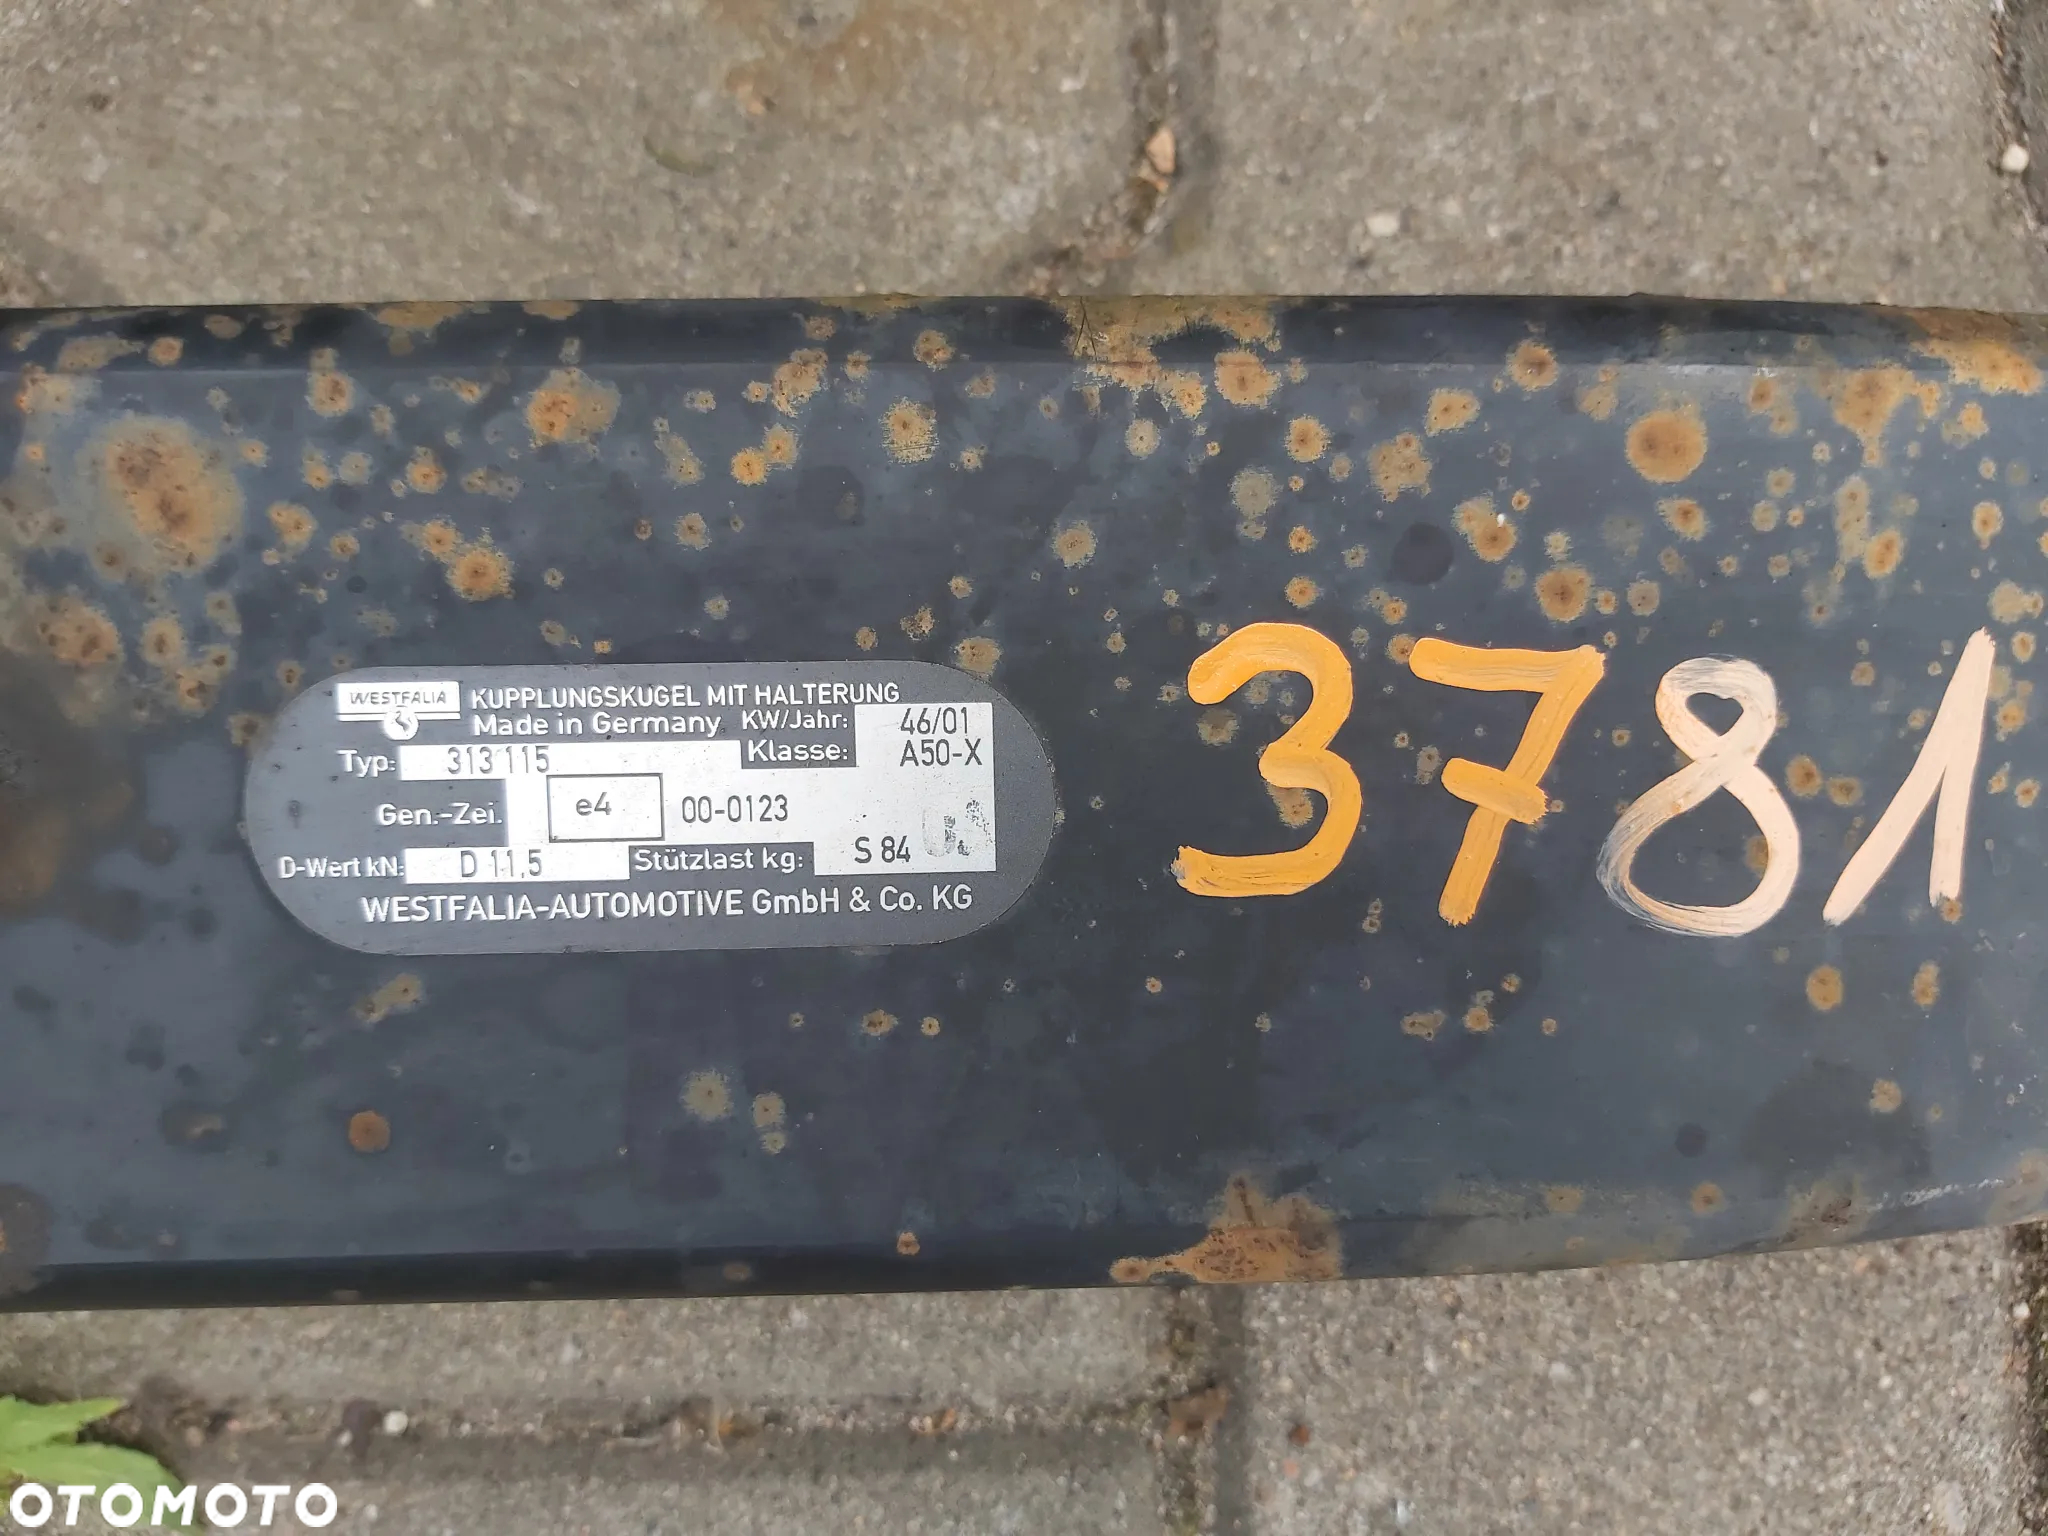 WESTFALIA KUPPLUNGSKUGEL MIT HALTERUNG
Made in Germany KW/Jahr: 46/01
Typ: 313 115 Klasse: A50-X
Gen.-Zei. e4 00-0123
D-Wert kN: D 11,5 Stützlast kg: S 84
WESTFALIA-AUTOMOTIVE GmbH & Co. KG
3781
OTOMOTO